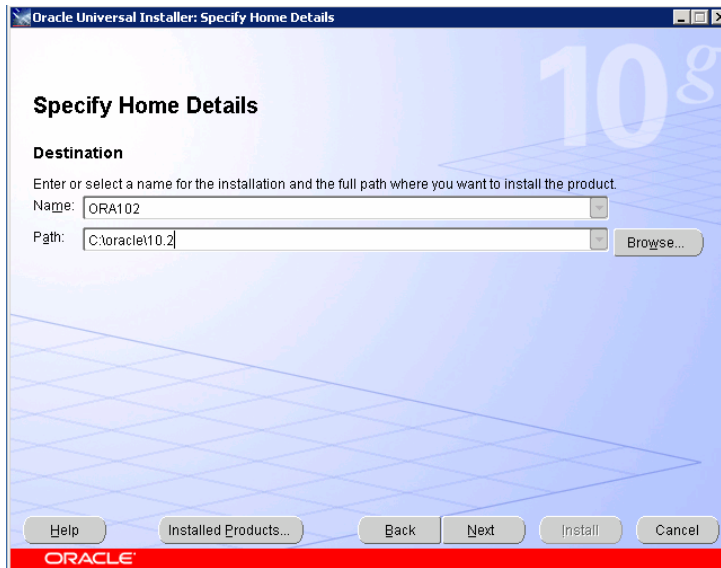 Oracle Universal Installer: Specify Home Details
10g
Specify Home Details
Destination
Enter or select a name for the installation and the full path where you want to install the product.
Name: ORA102
Path: C:\oracle\10.2 Browse...
Help Installed Products... Back Next Install Cancel
ORACLE